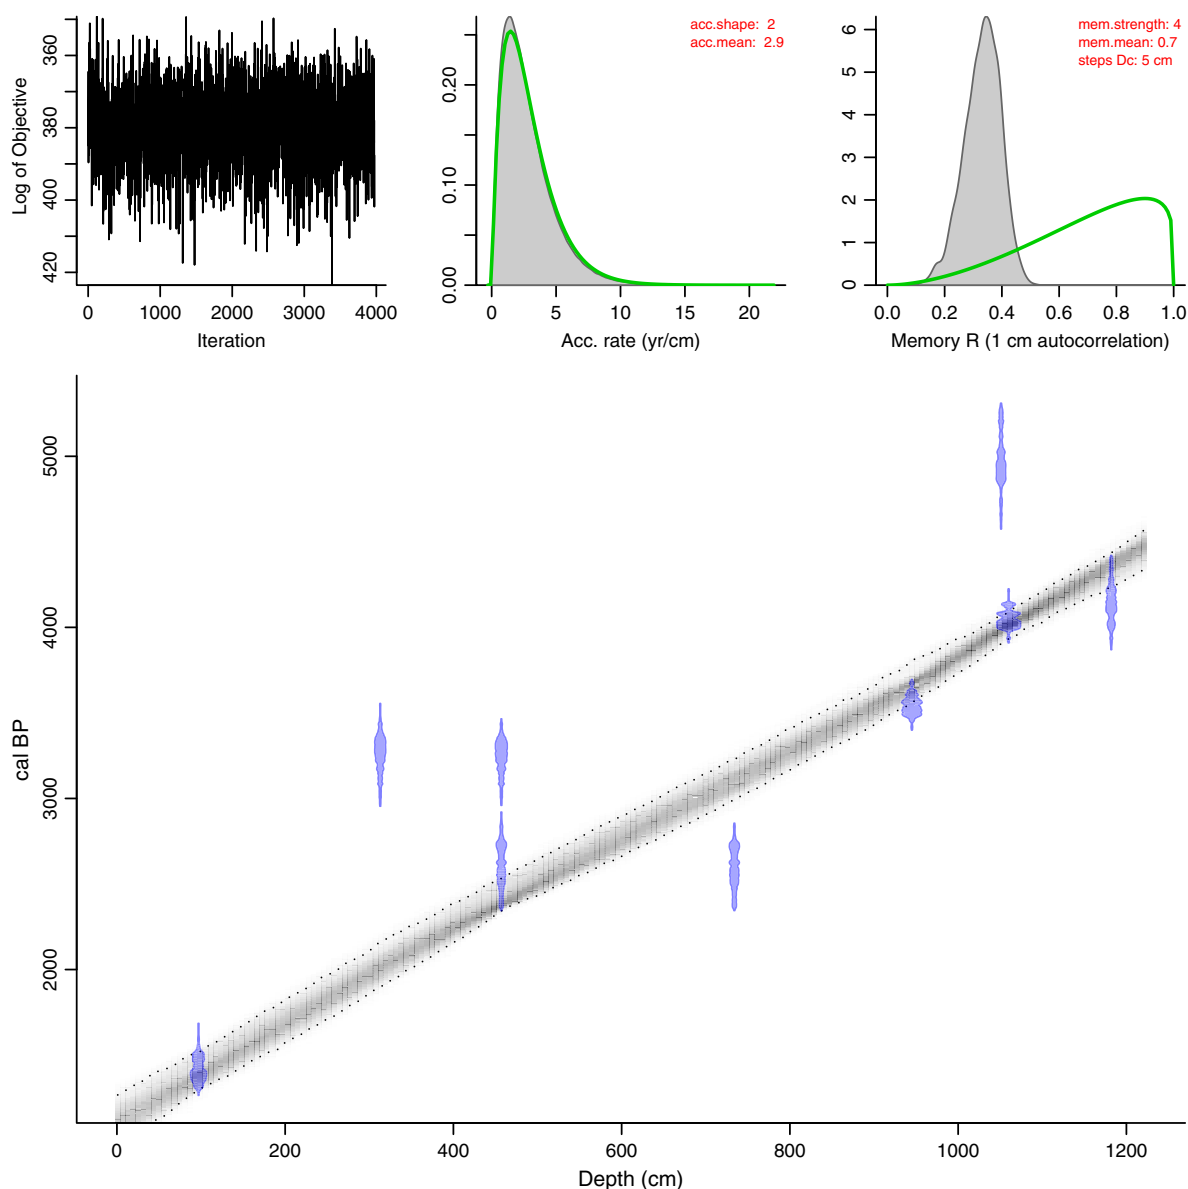 360
380
400
420
Log of Objective
0 1000 2000 3000 4000
Iteration
acc.shape: 2
acc.mean: 2.9
0.20
0.10
0.00
0 5 10 15 20
Acc. rate (yr/cm)
mem.strength: 4
mem.mean: 0.7
steps Dc: 5 cm
6
5
4
3
2
1
0
0.0 0.2 0.4 0.6 0.8 1.0
Memory R (1 cm autocorrelation)
5000
4000
3000
2000
cal BP
0 200 400 600 800 1000 1200
Depth (cm)